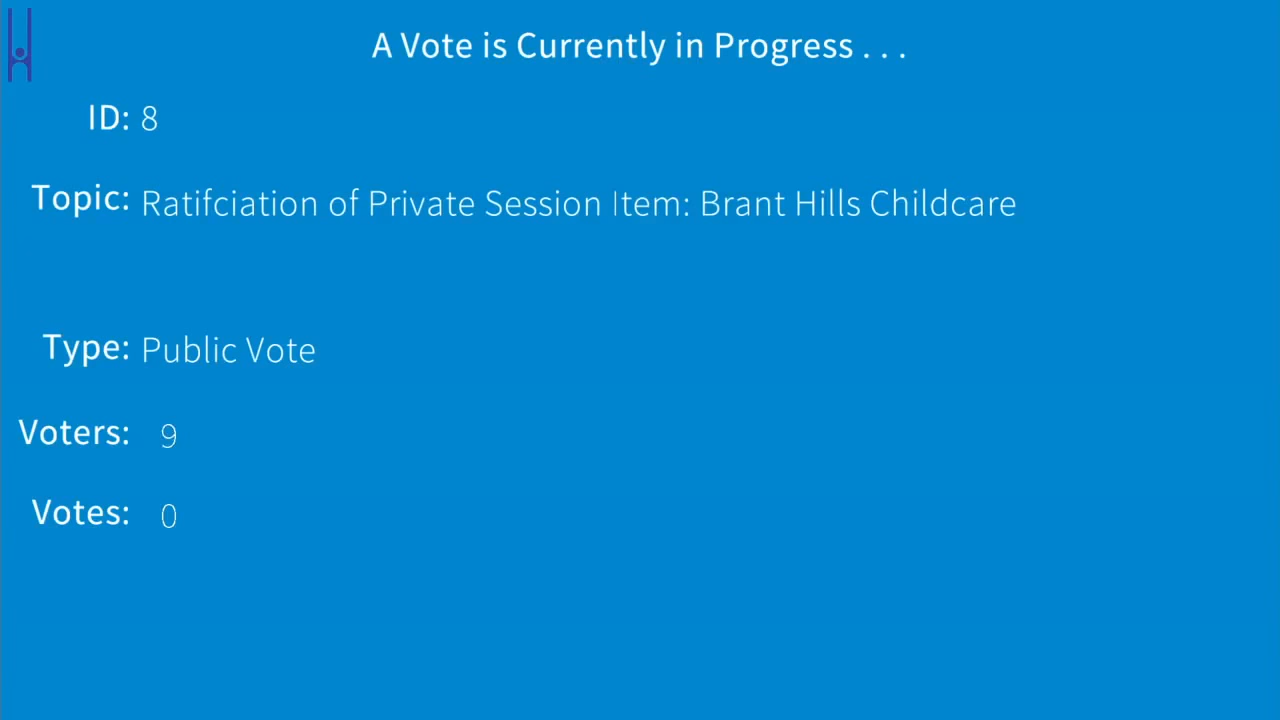 A Vote is Currently in Progress . . .
ID: 8
Topic: Ratifciation of Private Session Item: Brant Hills Childcare
Type: Public Vote
Voters: 9
Votes: 0